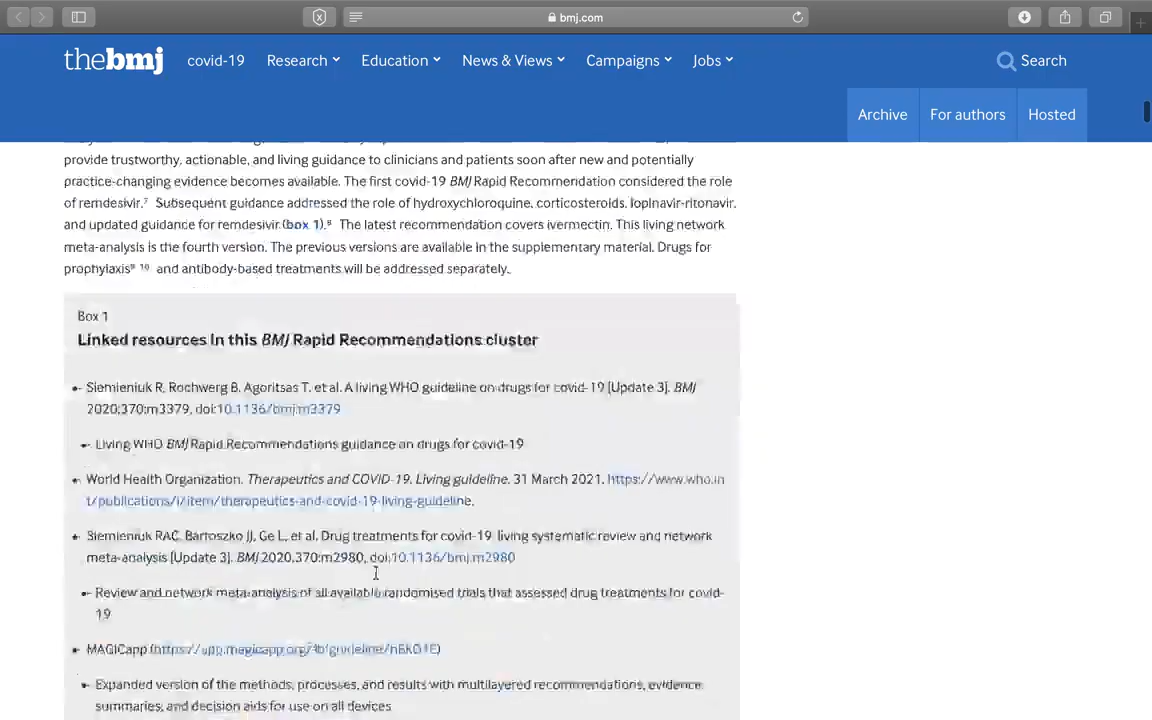 bmj.com
thebmj covid-19 Research Education News & Views Campaigns Jobs Search
Archive For authors Hosted
provide trustworthy, actionable, and living guidance to clinicians and patients soon after new and potentially
practice-changing evidence becomes available. The first covid-19 BMJ Rapid Recommendation considered the role
of remdesivir.⁷ Subsequent guidance addressed the role of hydroxychloroquine, corticosteroids, lopinavir-ritonavir,
and updated guidance for remdesivir (box 1).⁸ The latest recommendation covers ivermectin. This living network
meta-analysis is the fourth version. The previous versions are available in the supplementary material. Drugs for
prophylaxis⁹ ¹⁰ and antibody-based treatments will be addressed separately.
Box 1
Linked resources in this BMJ Rapid Recommendations cluster
Siemieniuk R, Rochwerg B, Agoritsas T, et al. A living WHO guideline on drugs for covid-19 [Update 3]. BMJ
2020;370:m3379, doi:10.1136/bmj.m3379
Living WHO BMJ Rapid Recommendations guidance on drugs for covid-19
World Health Organization. Therapeutics and COVID-19. Living guideline. 31 March 2021. https://www.who.in
t/publications/i/item/therapeutics-and-covid-19-living-guideline.
Siemieniuk RAC, Bartoszko JJ, Ge L, et al. Drug treatments for covid-19: living systematic review and network
meta-analysis [Update 3]. BMJ 2020;370:m2980, doi:10.1136/bmj.m2980
Review and network meta-analysis of all available randomised trials that assessed drug treatments for covid-
19
MAGICapp
Expanded version of the methods, processes, and results with multilayered recommendations, evidence
summaries, and decision aids for use on all devices